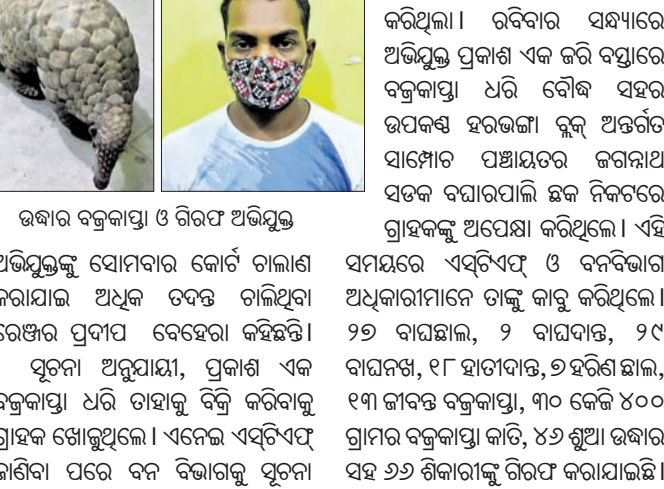 ଉଦ୍ଧାର ବଜ୍ରକାପ୍ତା ଓ ଗିରଫ ଅଭିଯୁକ୍ତ
ଅଭିଯୁକ୍ତଙ୍କୁ ସୋମବାର କୋର୍ଟ ଚାଲାଣ
କରାଯାଇ ଅଧିକ ତଦନ୍ତ ଚାଲିଥିବା
ରେଞ୍ଜର ପ୍ରଦୀପ ବେହେରା କହିଛନ୍ତି।
ସୂଚନା ଅନୁଯାୟୀ, ପ୍ରକାଶ ଏକ
ବଜ୍ରକାପ୍ତା ଧରି ତାହାକୁ ବିକ୍ରି କରିବାକୁ
ଗ୍ରାହକ ଖୋଜୁଥିଲେ। ଏନେଇ ଏସ୍‌ଟିଏଫ୍
ଜାଣିବା ପରେ ବନ ବିଭାଗକୁ ସୂଚନା
କରିଥିଲା। ରବିବାର ସନ୍ଧ୍ୟାରେ
ଅଭିଯୁକ୍ତ ପ୍ରକାଶ ଏକ ଜରି ବସ୍ତାରେ
ବଜ୍ରକାପ୍ତା ଧରି ବୌଦ୍ଧ ସହର
ଉପକଣ୍ଠ ହରଭଙ୍ଗା ବ୍ଲକ୍ ଅନ୍ତର୍ଗତ
ସାମ୍ପୋଚ ପଞ୍ଚାୟତର ଜଗନ୍ନାଥ
ସଡକ ବଘାରପାଲି ଛକ ନିକଟରେ
ଗ୍ରାହକଙ୍କୁ ଅପେକ୍ଷା କରିଥିଲେ। ଏହି
ସମୟରେ ଏସ୍‌ଟିଏଫ୍ ଓ ବନବିଭାଗ
ଅଧିକାରୀମାନେ ତାଙ୍କୁ କାବୁ କରିଥିଲେ।
୨୭ ବାଘଛାଲ, ୨ ବାଘଦାନ୍ତ, ୨୯
ବାଘନଖ, ୧୮ ହାତୀଦାନ୍ତ, ୭ ହରିଣ ଛାଲ,
୧୩ ଜୀବନ୍ତ ବଜ୍ରକାପ୍ତା, ୩୦ କେଜି ୪୦୦
ଗ୍ରାମର ବଜ୍ରକାପ୍ତା କାତି, ୪୬ ଶୁଆ ଉଦ୍ଧାର
ସହ ୬୬ ଶିକାରୀଙ୍କୁ ଗିରଫ କରାଯାଇଛି।